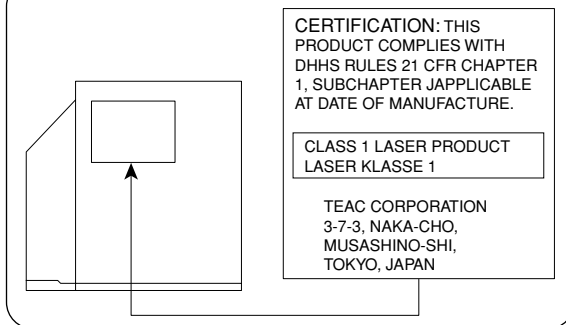 CERTIFICATION: THIS
PRODUCT COMPLIES WITH
DHHS RULES 21 CFR CHAPTER
1, SUBCHAPTER JAPPLICABLE
AT DATE OF MANUFACTURE.
CLASS 1 LASER PRODUCT
LASER KLASSE 1
TEAC CORPORATION
3-7-3, NAKA-CHO,
MUSASHINO-SHI,
TOKYO, JAPAN